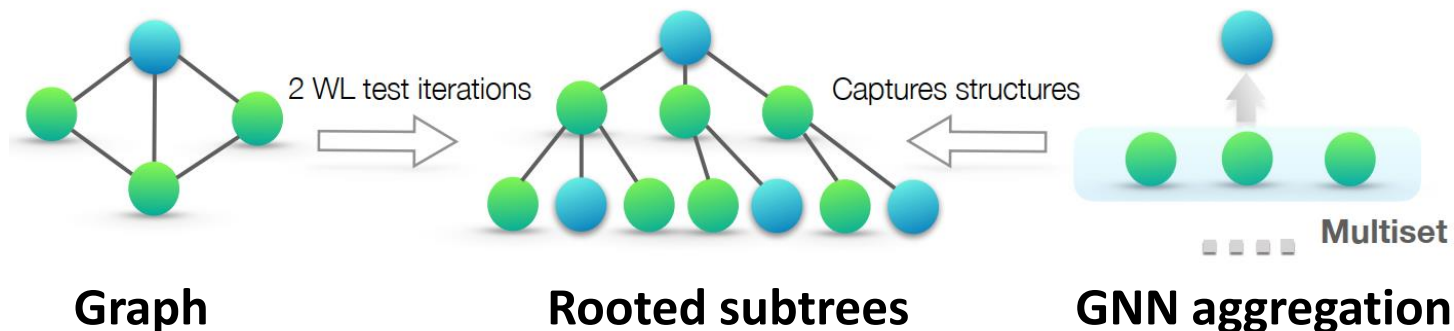 2 WL test iterations
Captures structures
Multiset
Graph
Rooted subtrees
GNN aggregation